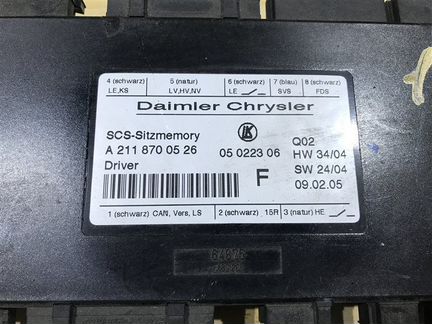 4 (schwarz) 5 (natur) 6 (schwarz) 7 (blau) 8 (schwarz)
LE,KS LV,HV,NV LE SVS FDS
Daimler Chrysler
SCS-Sitzmemory LK Q02
A 211 870 05 26 05 0223 06 HW 34/04
Driver F SW 24/04
09.02.05
1 (schwarz) CAN, Vers, LS 2 (schwarz) 15R 3 (natur) HE